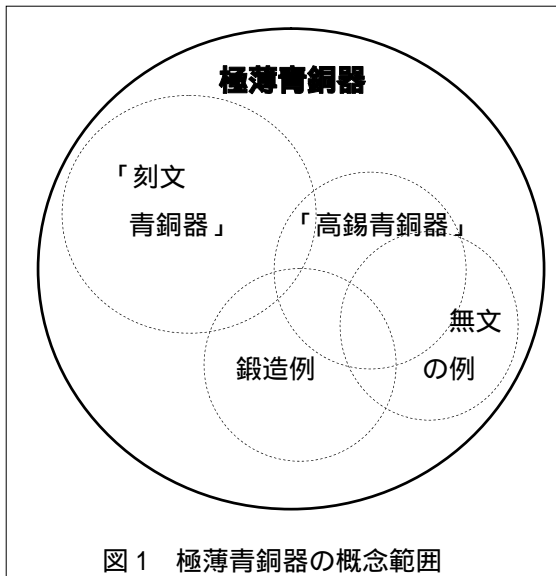 極薄青銅器
「刻文
青銅器」
「高錫青銅器」
無文
の例
鍛造例
図1 極薄青銅器の概念範囲